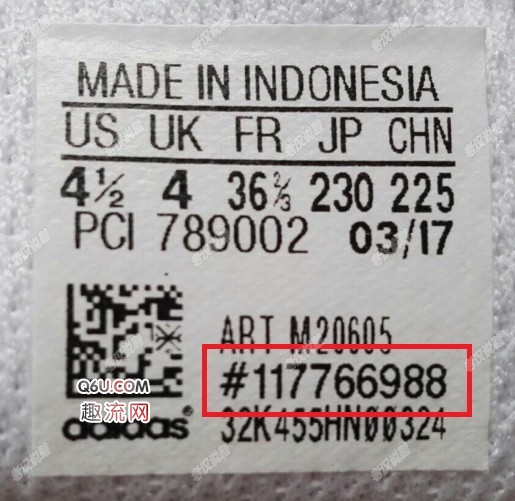 MADE IN INDONESIA
US UK FR JP CHN
4½ 4 36⅔ 230 225
PCI 789002 03/17
ART M20605
#117766988
Q6U.COM
趣流网
adidas®
32K455HN00324